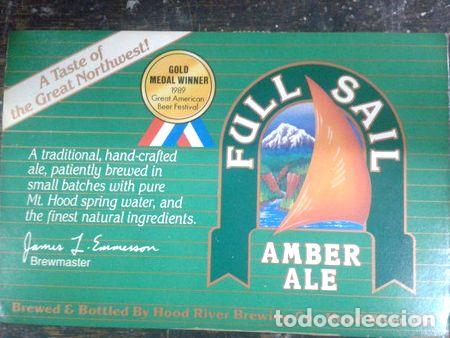 A Taste of
the Great Northwest!
GOLD
MEDAL WINNER
1989
Great American
Beer Festival
FULL SAIL
AMBER
ALE
A traditional, hand-crafted
ale, patiently brewed in
small batches with pure
Mt. Hood spring water, and
the finest natural ingredients.
James L. Emmerson
Brewmaster
Brewed & Bottled By Hood River Brewing
todocoleccion